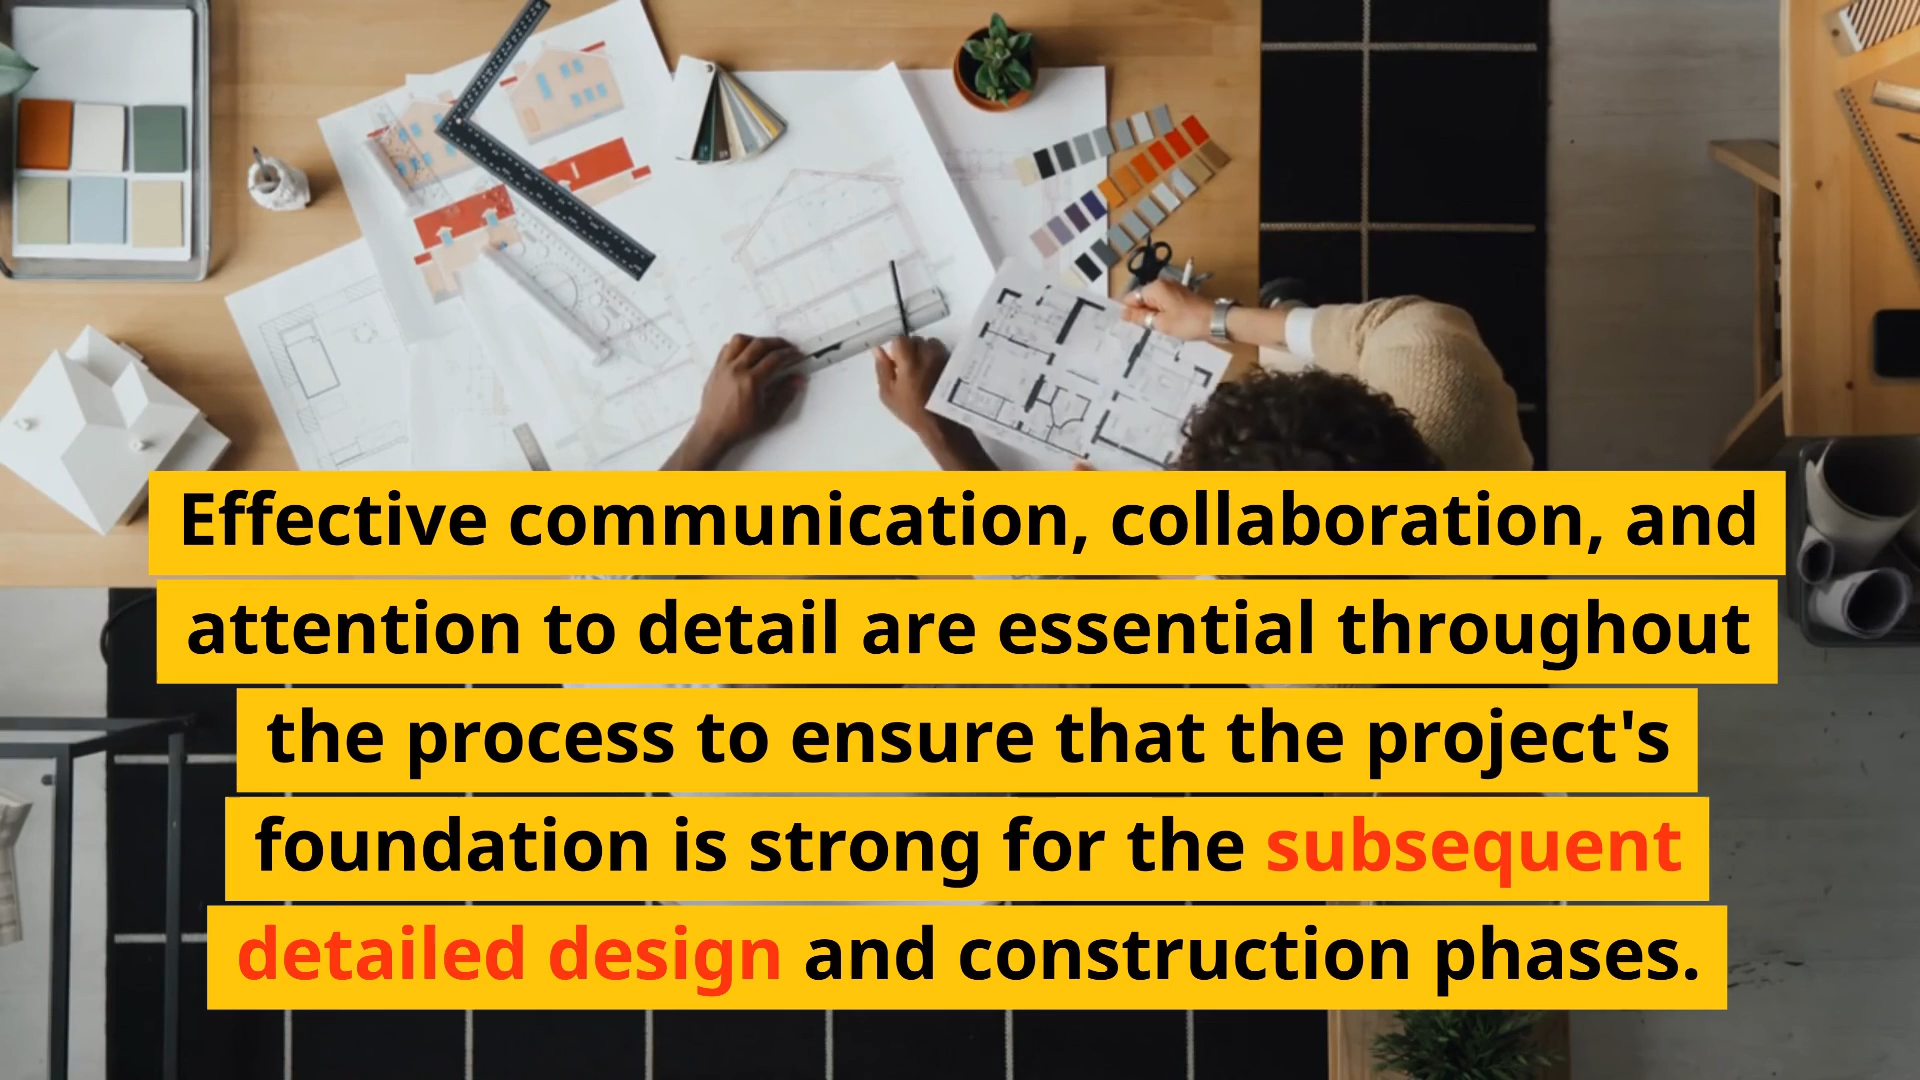 Effective communication, collaboration, and
attention to detail are essential throughout
the process to ensure that the project's
foundation is strong for the subsequent
detailed design and construction phases.